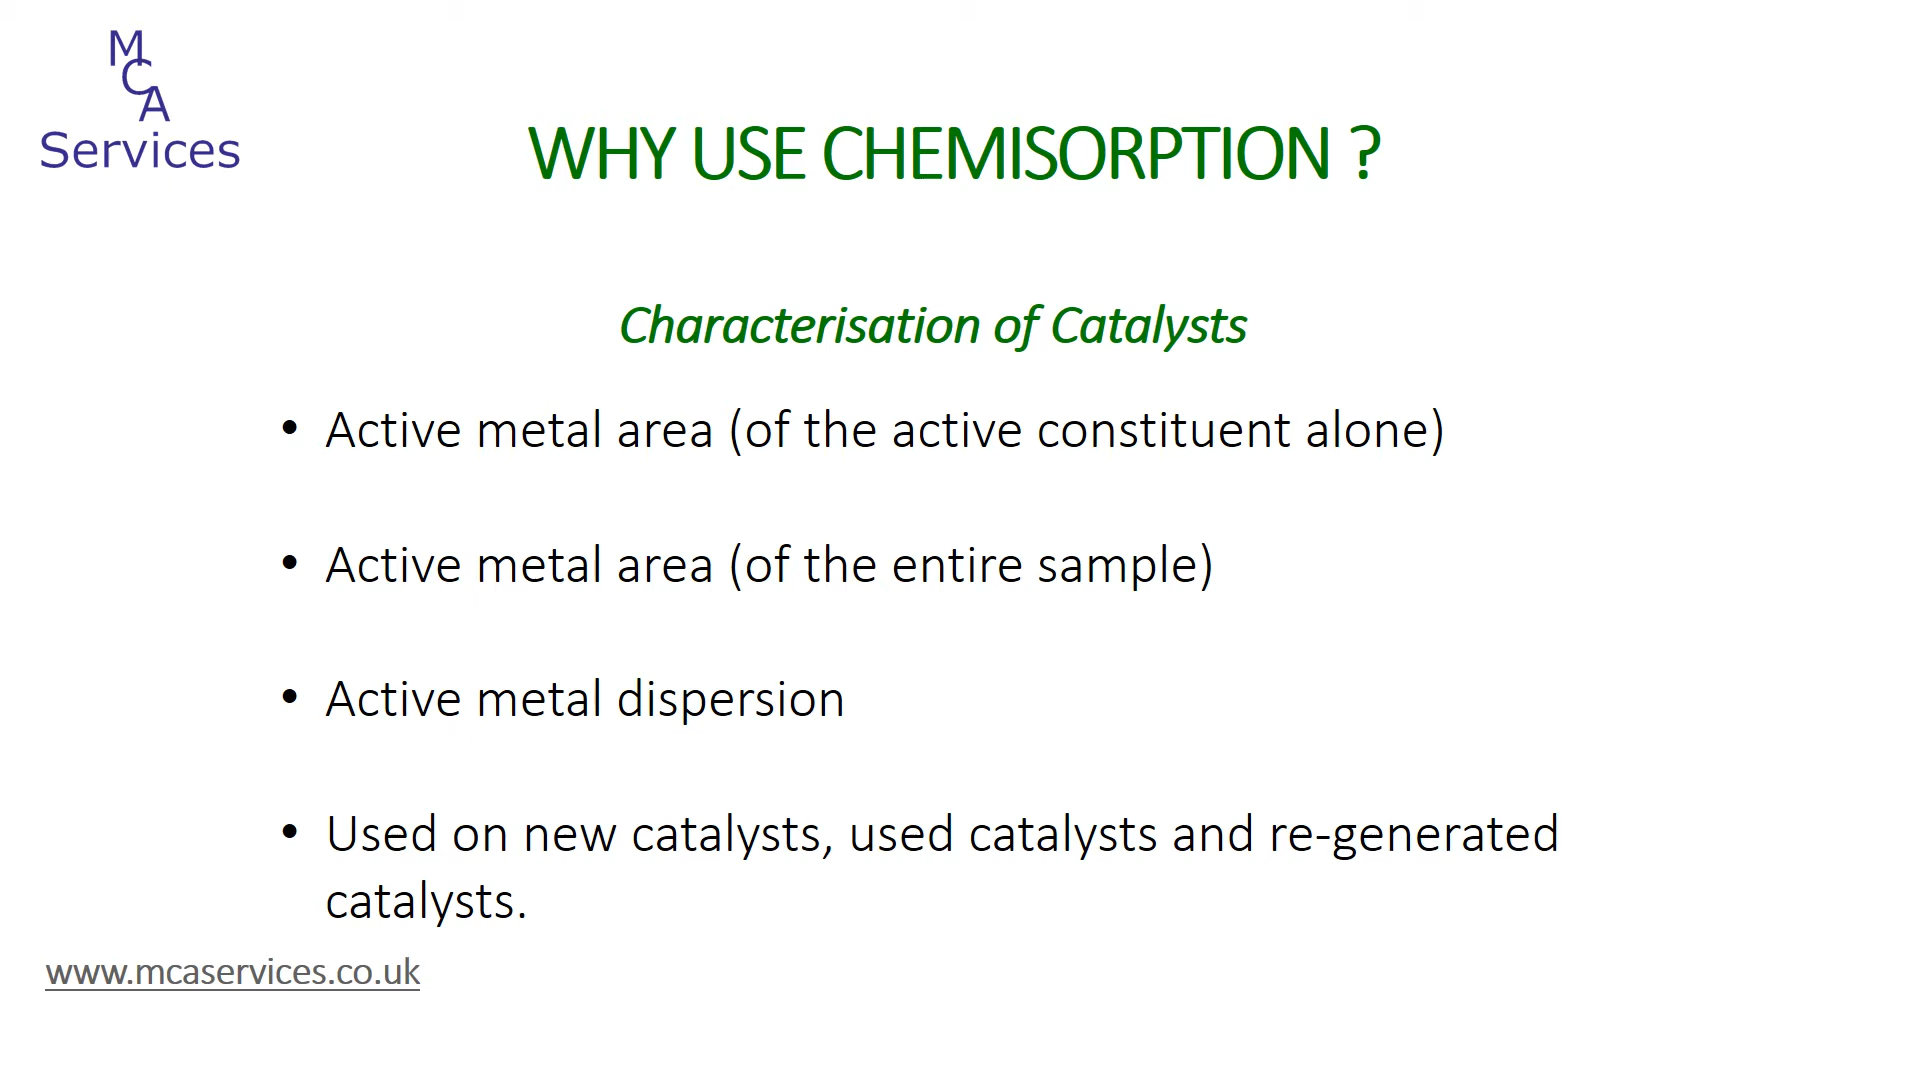 M
C
A
Services
WHY USE CHEMISORPTION ?
Characterisation of Catalysts
• Active metal area (of the active constituent alone)
• Active metal area (of the entire sample)
• Active metal dispersion
• Used on new catalysts, used catalysts and re-generated
catalysts.
www.mcaservices.co.uk